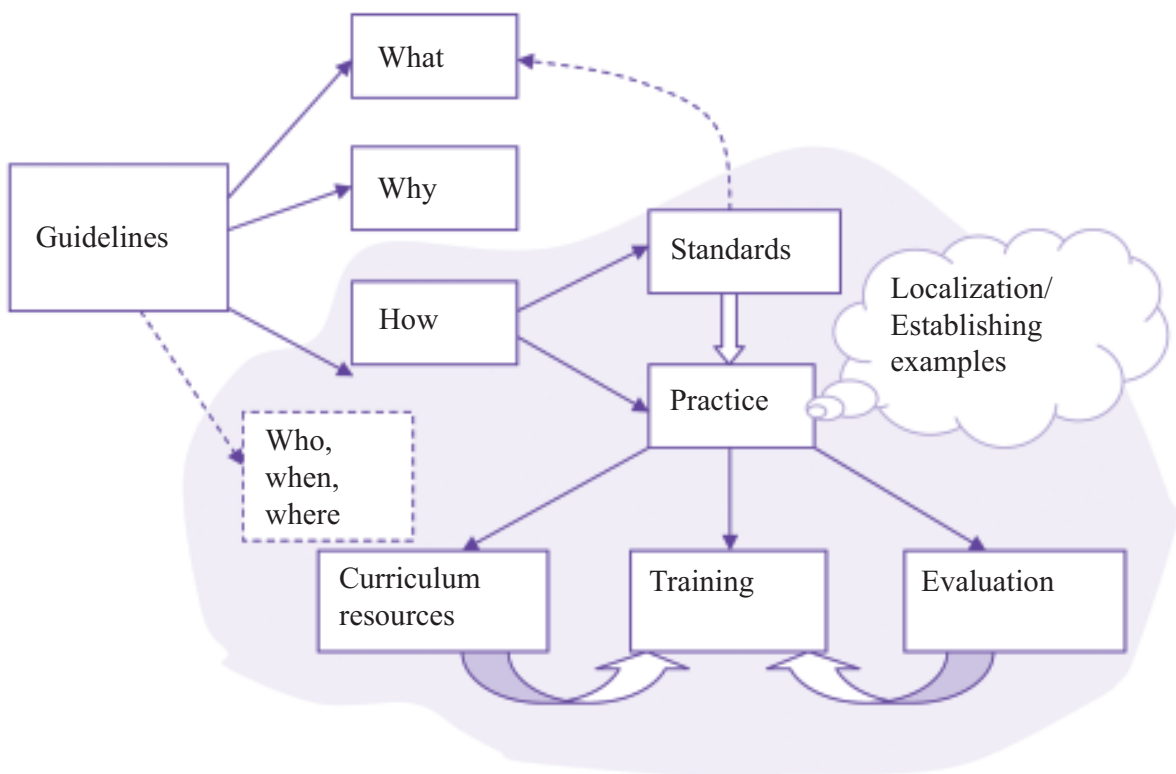 What
Why
Guidelines
Standards
How
Localization/
Establishing
examples
Practice
Who,
when,
where
Curriculum
resources
Training
Evaluation